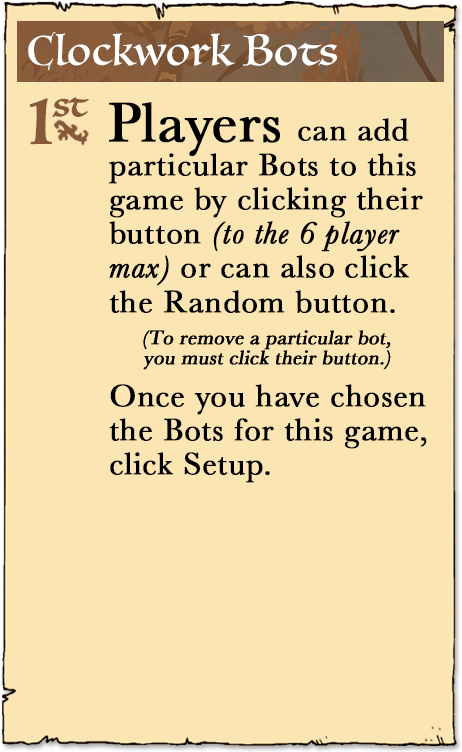 Clockwork Bots
1st Players can add
particular Bots to this
game by clicking their
button (to the 6 player
max) or can also click
the Random button.
(To remove a particular bot,
you must click their button.)
Once you have chosen
the Bots for this game,
click Setup.